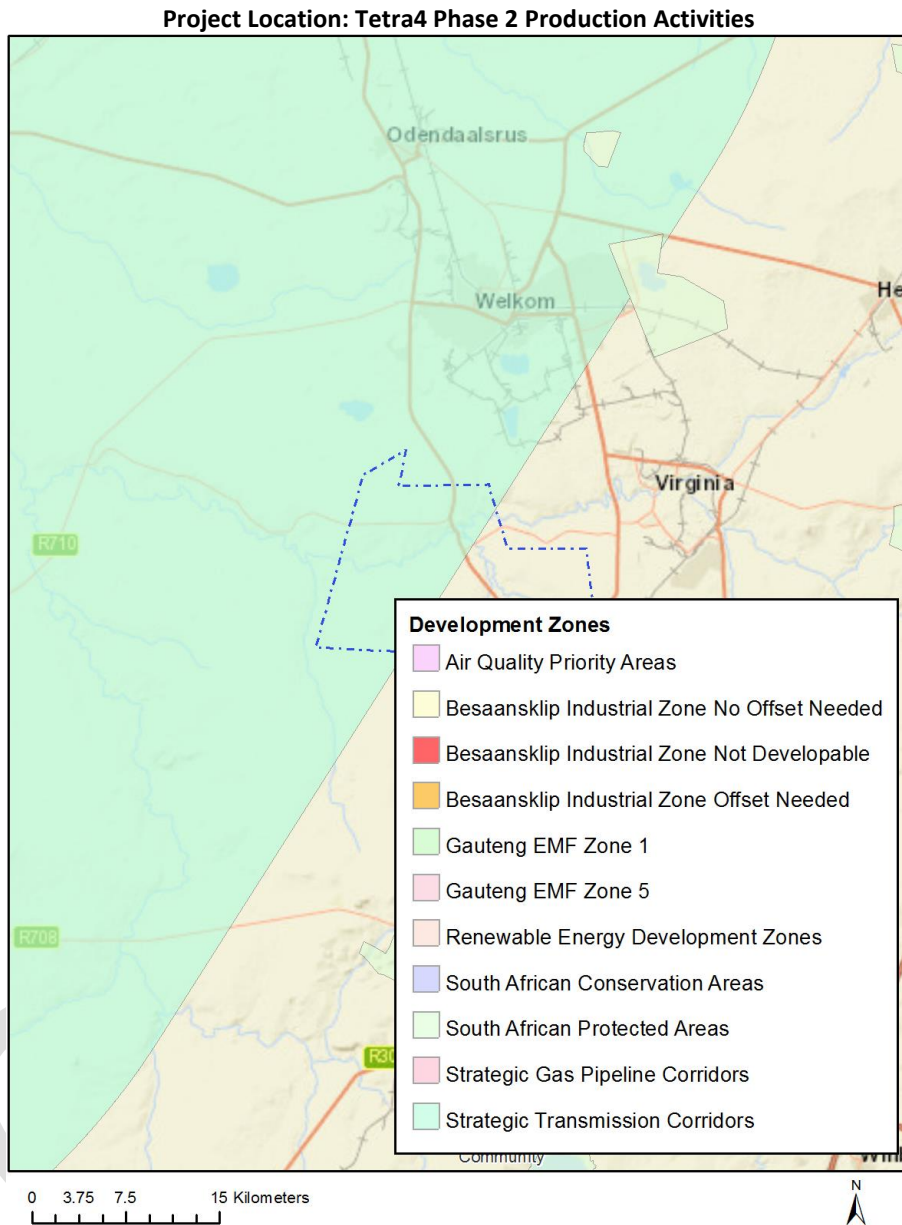 Project Location: Tetra4 Phase 2 Production Activities
Odendaalsrus
Welkom
He
Virginia
R710
Development Zones
Air Quality Priority Areas
Besaansklip Industrial Zone No Offset Needed
Besaansklip Industrial Zone Not Developable
Besaansklip Industrial Zone Offset Needed
Gauteng EMF Zone 1
Gauteng EMF Zone 5
Renewable Energy Development Zones
R708
South African Conservation Areas
South African Protected Areas
R30
Strategic Gas Pipeline Corridors
Strategic Transmission Corridors
Community
0 3.75 7.5 15 Kilometers
N